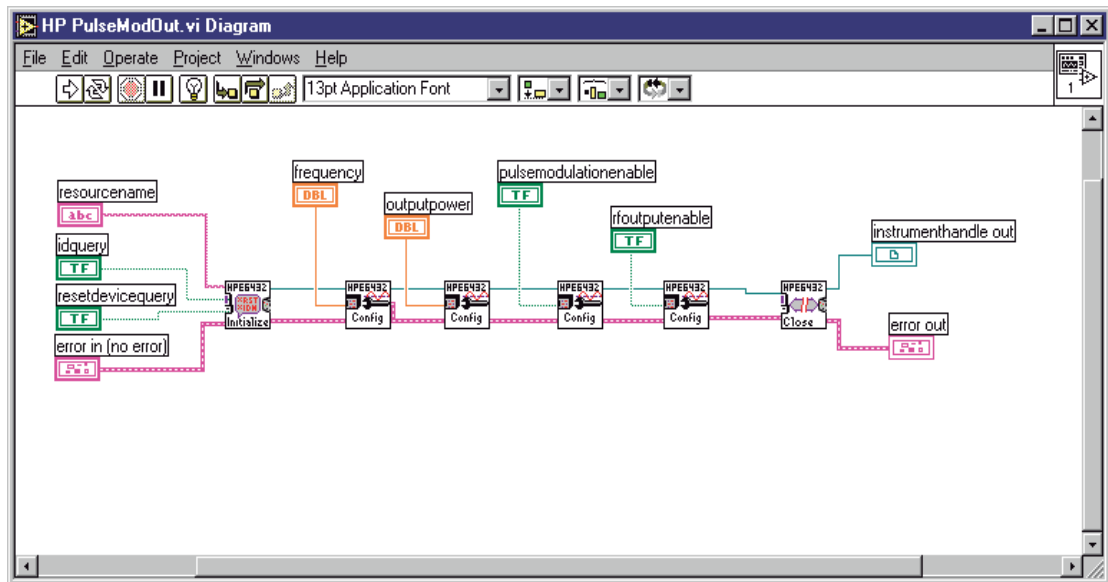 HP PulseModOut.vi Diagram
File Edit Operate Project Windows Help
13pt Application Font
1
frequency
DBL
pulsemodulationenable
TF
resourcename
abc
outputpower
DBL
rfoutputenable
TF
instrumenthandle out
idquery
TF
resetdevicequery
TF
error in (no error)
HPE6432
Initialize
HPE6432
Config
HPE6432
Config
HPE6432
Config
HPE6432
Config
HPE6432
Close
error out